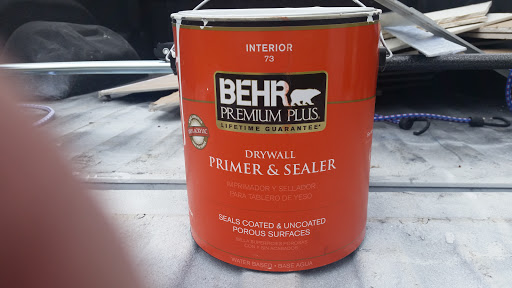 INTERIOR
73
BEHR
PREMIUM PLUS®
LIFETIME GUARANTEE*
DRYWALL
PRIMER & SEALER
IMPRIMADOR Y SELLADOR
PARA TABLERO DE YESO
SEALS COATED & UNCOATED
POROUS SURFACES
WATER BASED • BASE AGUA